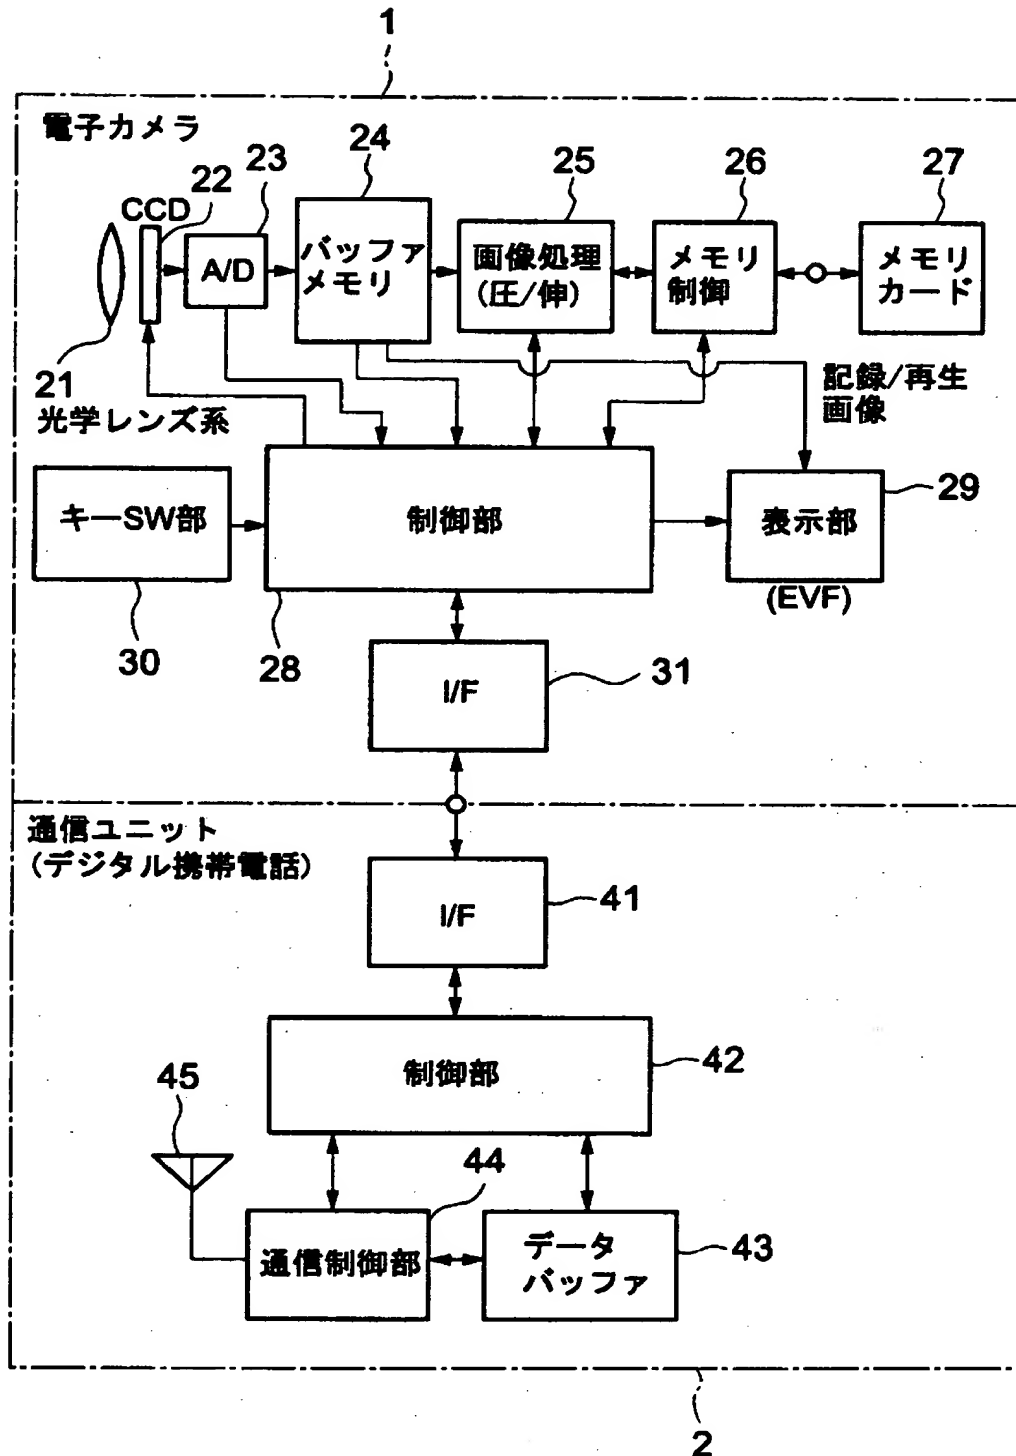 1
電子カメラ
22
23
24
25
26
27
CCD
A/D
バッファ
メモリ
画像処理
(圧/伸)
メモリ
制御
メモリ
カード
21
光学レンズ系
記録/再生
画像
キーSW部
制御部
表示部
29
(EVF)
30
28
I/F
31
通信ユニット
(デジタル携帯電話)
I/F
41
制御部
42
45
44
通信制御部
データ
バッファ
43
2